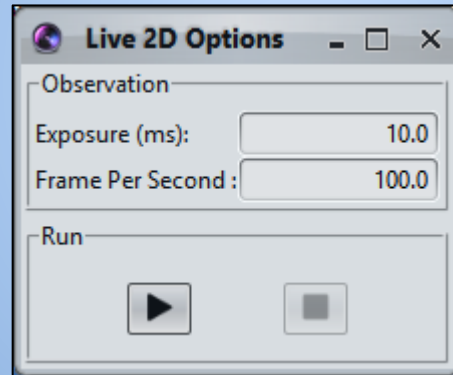 Live 2D Options
Observation
Exposure (ms): 10.0
Frame Per Second : 100.0
Run